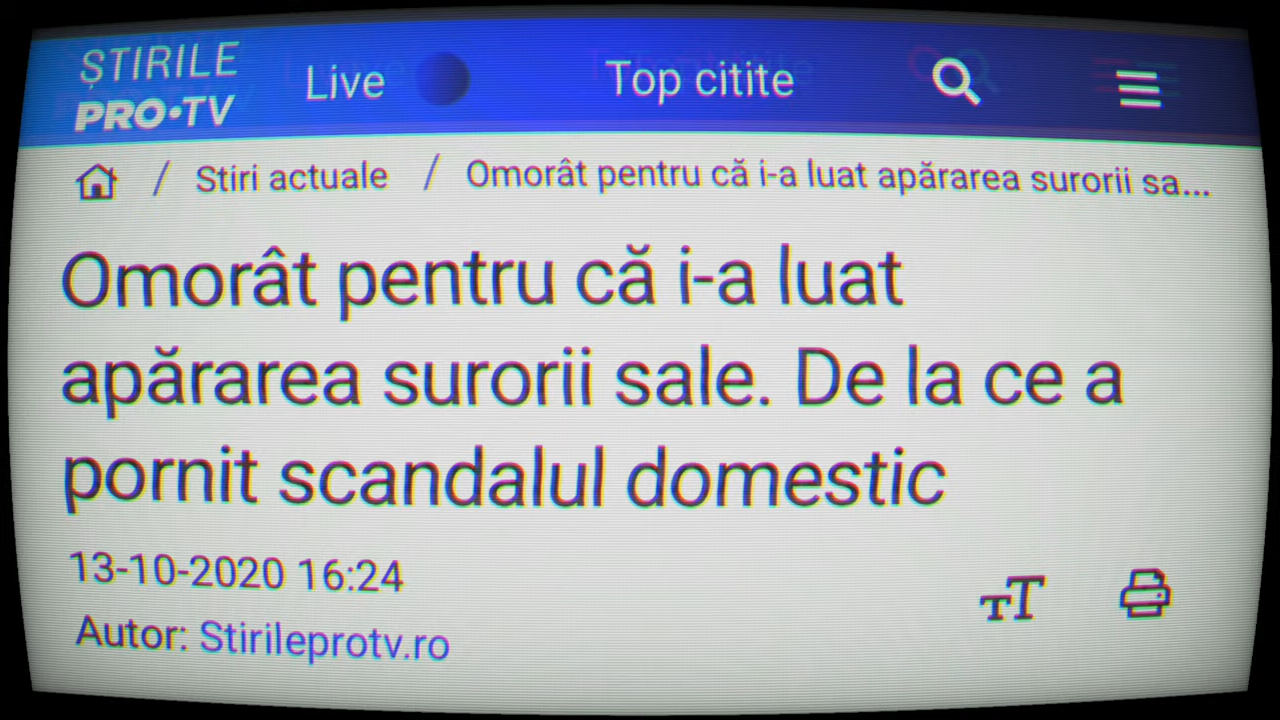 ȘTIRILE
PRO•TV
Live
Top citite
/ Stiri actuale / Omorât pentru că i-a luat apărarea surorii sa...
Omorât pentru că i-a luat
apărarea surorii sale. De la ce a
pornit scandalul domestic
13-10-2020 16:24
Autor: Stirileprotv.ro
TT